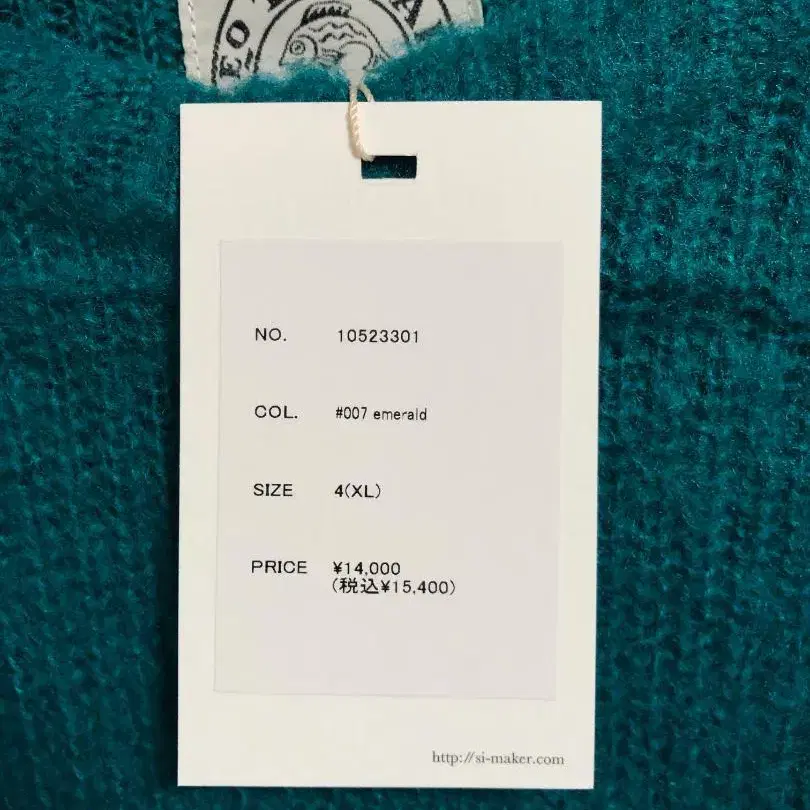 NO. 10523301
COL. #007 emerald
SIZE 4(XL)
PRICE ¥14,000
(税込¥15,400)
http://si-maker.com